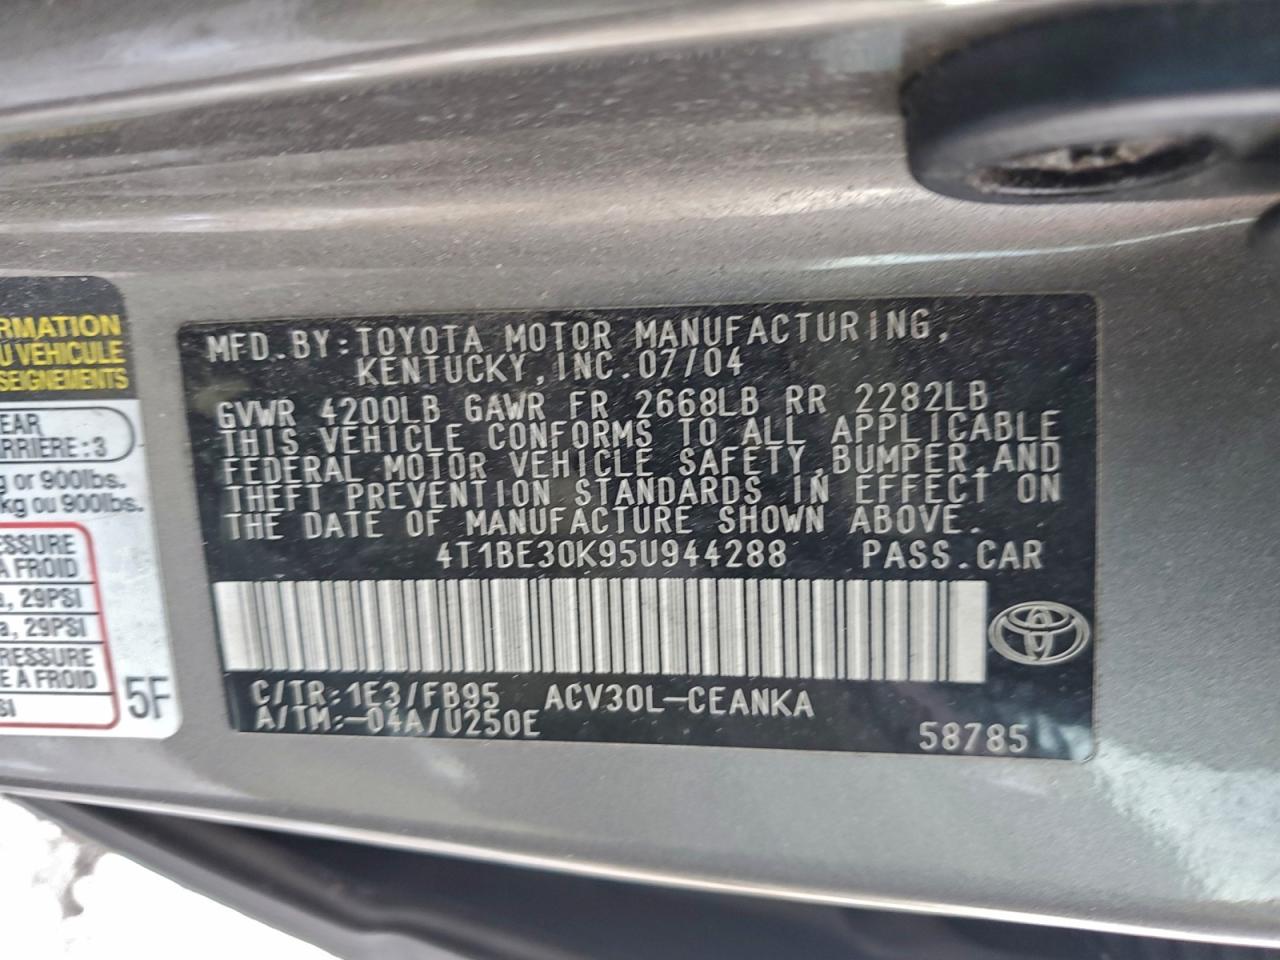 RMATION
U VEHICULE
SEIGNEMENTS
EAR
RRIERE : 3
g or 900lbs.
kg ou 900lbs.
ESSURE
A FROID
a, 29PSI
a, 29PSI
RESSURE
E A FROID
SI
5F
MFD.BY:TOYOTA MOTOR MANUFACTURING,
KENTUCKY,INC.07/04
GVWR 4200LB GAWR FR 2668LB RR 2282LB
THIS VEHICLE CONFORMS TO ALL APPLICABLE
FEDERAL MOTOR VEHICLE SAFETY,BUMPER,AND
THEFT PREVENTION STANDARDS IN EFFECT ON
THE DATE OF MANUFACTURE SHOWN ABOVE.
4T1BE30K95U944288 PASS.CAR
C/TR:1E3/FB95 ACV30L-CEANKA
A/TM:-04A/U250E
58785